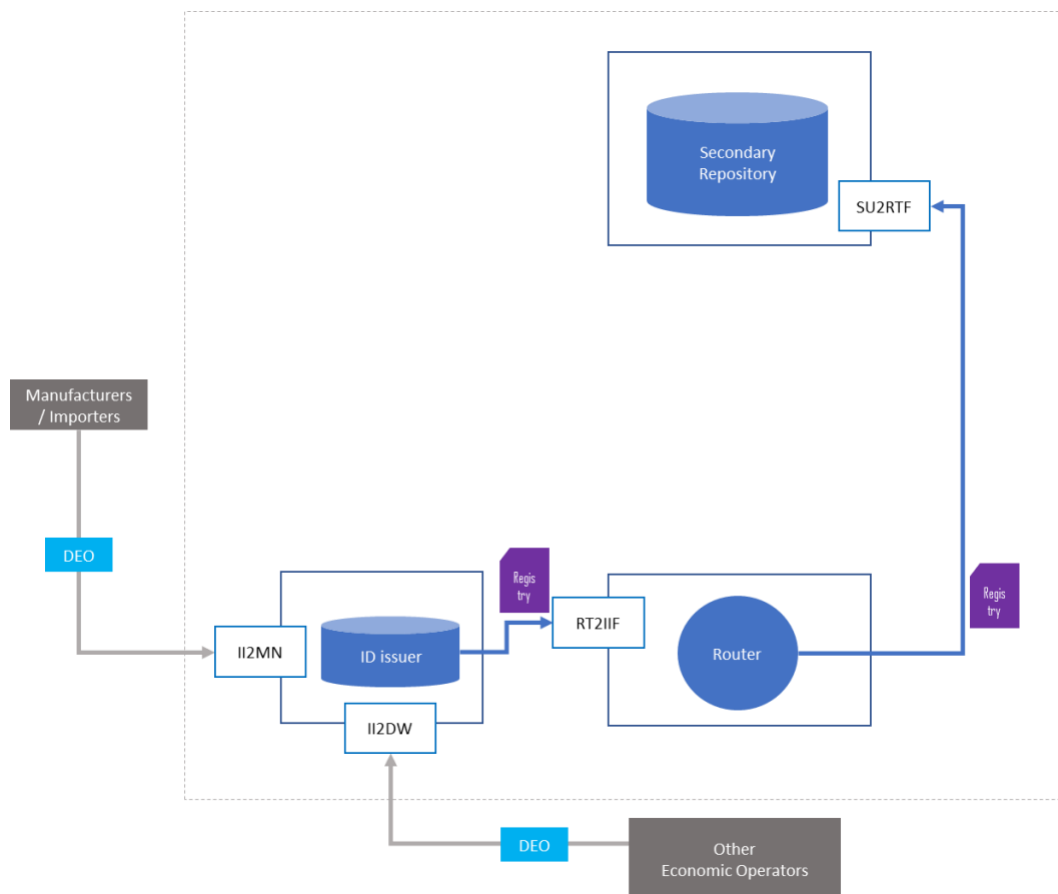 Secondary
Repository
SU2RTF
Manufacturers
/ Importers
DEO
Regis
try
Regis
try
II2MN
ID issuer
RT2IIF
Router
II2DW
DEO
Other
Economic Operators